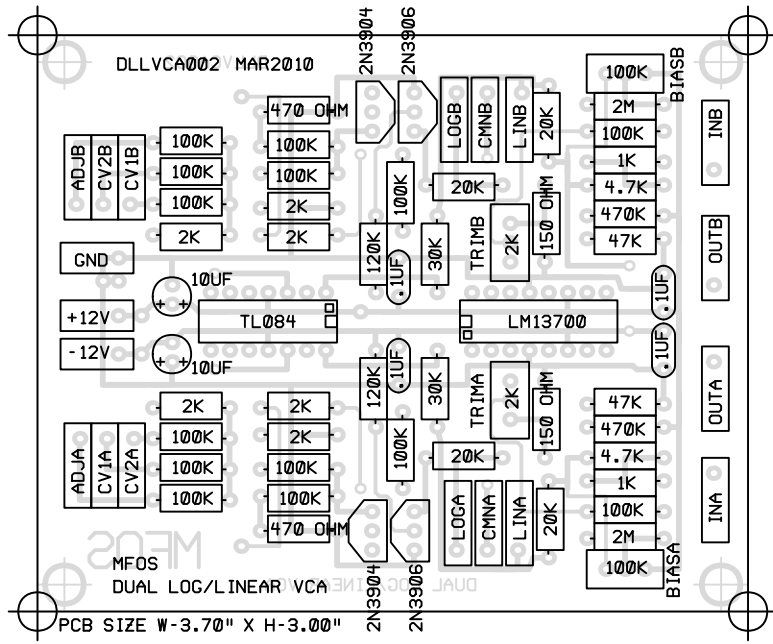 2N3904
2N3906
DLLVCA002 MAR2010
470 OHM
LOGB
CMNB
LINB
20K
100K
BIASB
2M
100K
1K
4.7K
470K
47K
INB
OUTB
ADJB
CV2B
CV1B
100K
100K
100K
2K
100K
100K
2K
2K
100K
20K
150 OHM
TRIMB
2K
120K
.1UF
30K
GND
+12V
-12V
10UF
10UF
TL084
LM13700
.1UF
.1UF
120K
.1UF
30K
100K
TRIMA
2K
150 OHM
20K
2K
100K
100K
100K
2K
2K
100K
100K
470 OHM
ADJA
CV1A
CV2A
LOGA
CMNA
LINA
20K
47K
470K
4.7K
1K
100K
2M
100K
BIASA
OUTA
INA
2N3904
2N3906
MFOS
MFOS
DUAL LOG/LINEAR VCA
PCB SIZE W-3.70" X H-3.00"